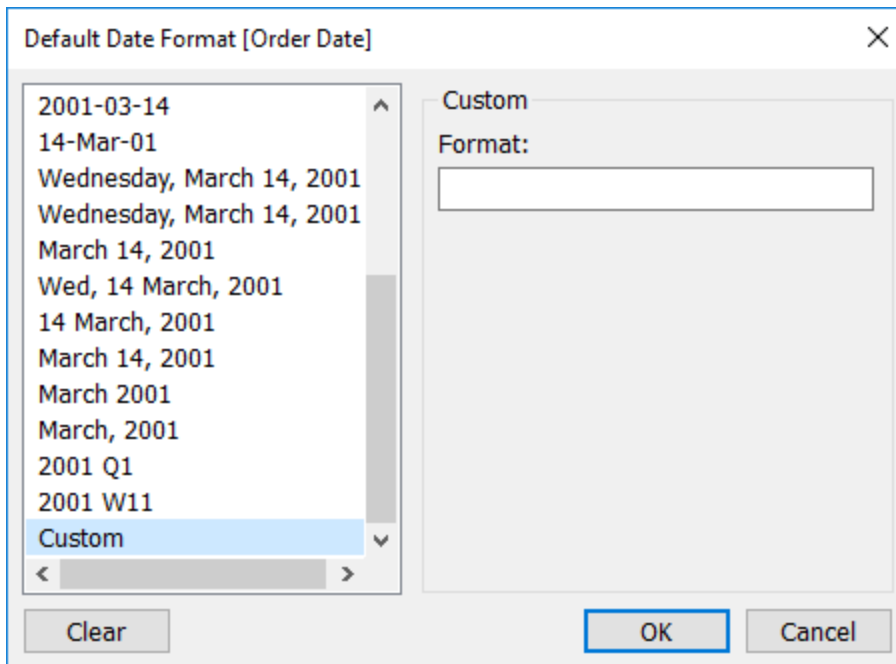 Default Date Format [Order Date]
2001-03-14
14-Mar-01
Wednesday, March 14, 2001
Wednesday, March 14, 2001
March 14, 2001
Wed, 14 March, 2001
14 March, 2001
March 14, 2001
March 2001
March, 2001
2001 Q1
2001 W11
Custom
Custom
Format:
Clear
OK
Cancel